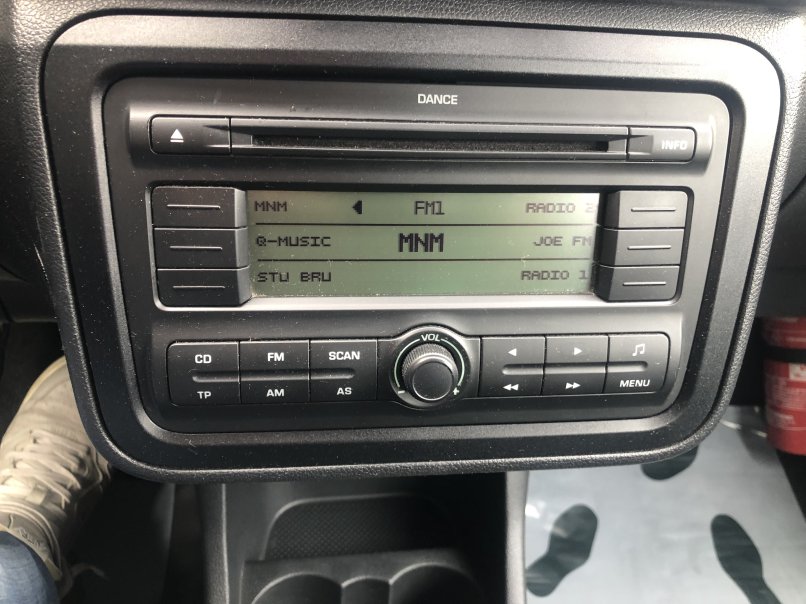 DANCE
INFO
MNM FM1 RADIO 2
Q-MUSIC MNM JOE FM
STU BRU RADIO 1
VOL
CD FM SCAN
TP AM AS
- +
MENU